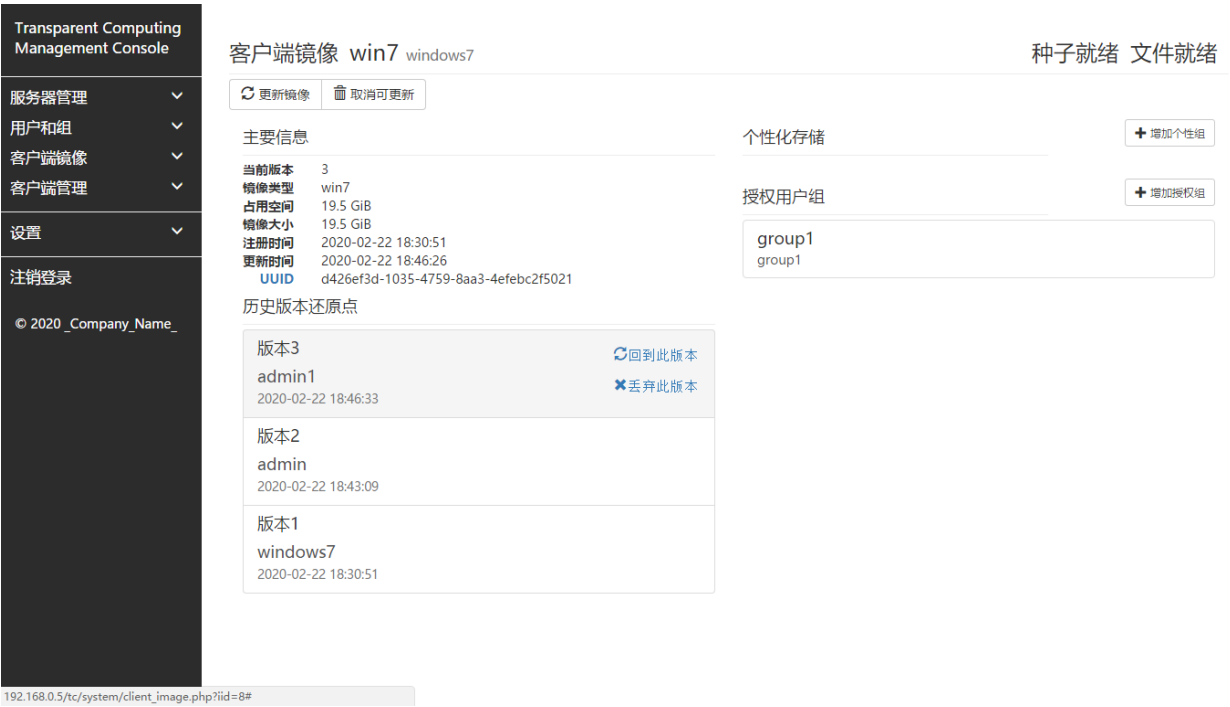 Transparent Computing
Management Console
服务器管理
用户和组
客户端镜像
客户端管理
设置
注销登录
© 2020 _Company_Name_
客户端镜像 win7 windows7
种子就绪 文件就绪
更新镜像 取消可更新
主要信息
当前版本 3
镜像类型 win7
占用空间 19.5 GiB
镜像大小 19.5 GiB
注册时间 2020-02-22 18:30:51
更新时间 2020-02-22 18:46:26
UUID d426ef3d-1035-4759-8aa3-4efebc2f5021
历史版本还原点
版本3
回到此版本
admin1
丢弃此版本
2020-02-22 18:46:33
版本2
admin
2020-02-22 18:43:09
版本1
windows7
2020-02-22 18:30:51
个性化存储
增加个性组
授权用户组
增加授权组
group1
group1
192.168.0.5/tc/system/client_image.php?iid=8#